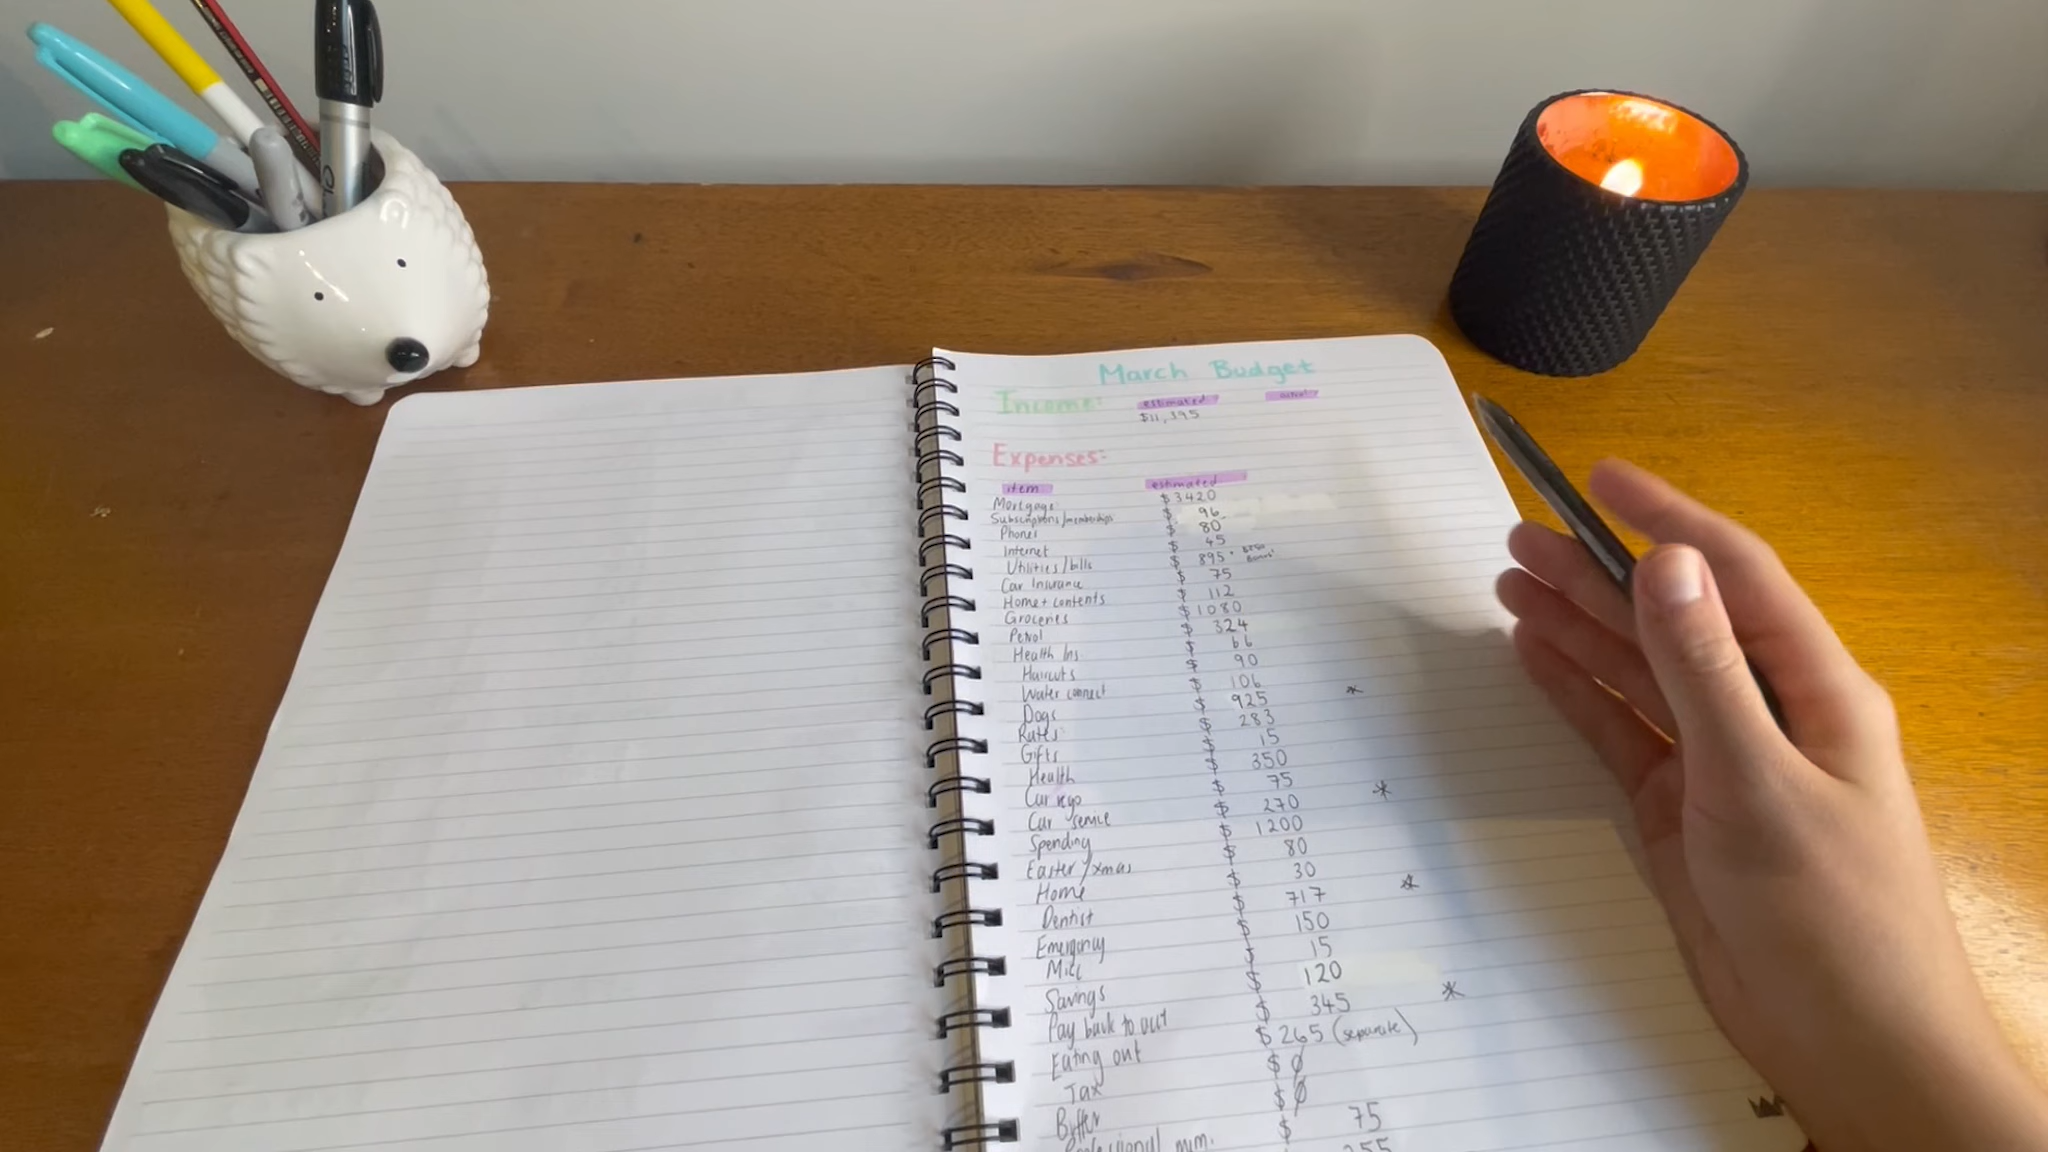 March Budget
Income: estimated actual
$11,395
Expenses:
item estimated
Mortgage $3420
Subscriptions/memberships $ 96
Phones $ 80
Internet $ 45
Utilities/bills $ 895 *
Car Insurance $ 75
Home + contents $ 112
Groceries $ 1080
Petrol $ 324
Health Ins $ 66
Haircuts $ 90
Water connect $ 106
Dogs $ 925 *
Rates: $ 283
Gifts $ 15
Health $ 350
Car rego $ 75
Car service $ 270 *
Spending $ 1200
Easter/xmas $ 80
Home $ 30
Dentist $ 717 *
Emergency $ 150
Misc $ 15
Savings $ 120
Pay back to acct $ 345 *
Eating out $ 265 (separate)
Tax $ 0
Buffer $ 0
Professional mem. $ 75